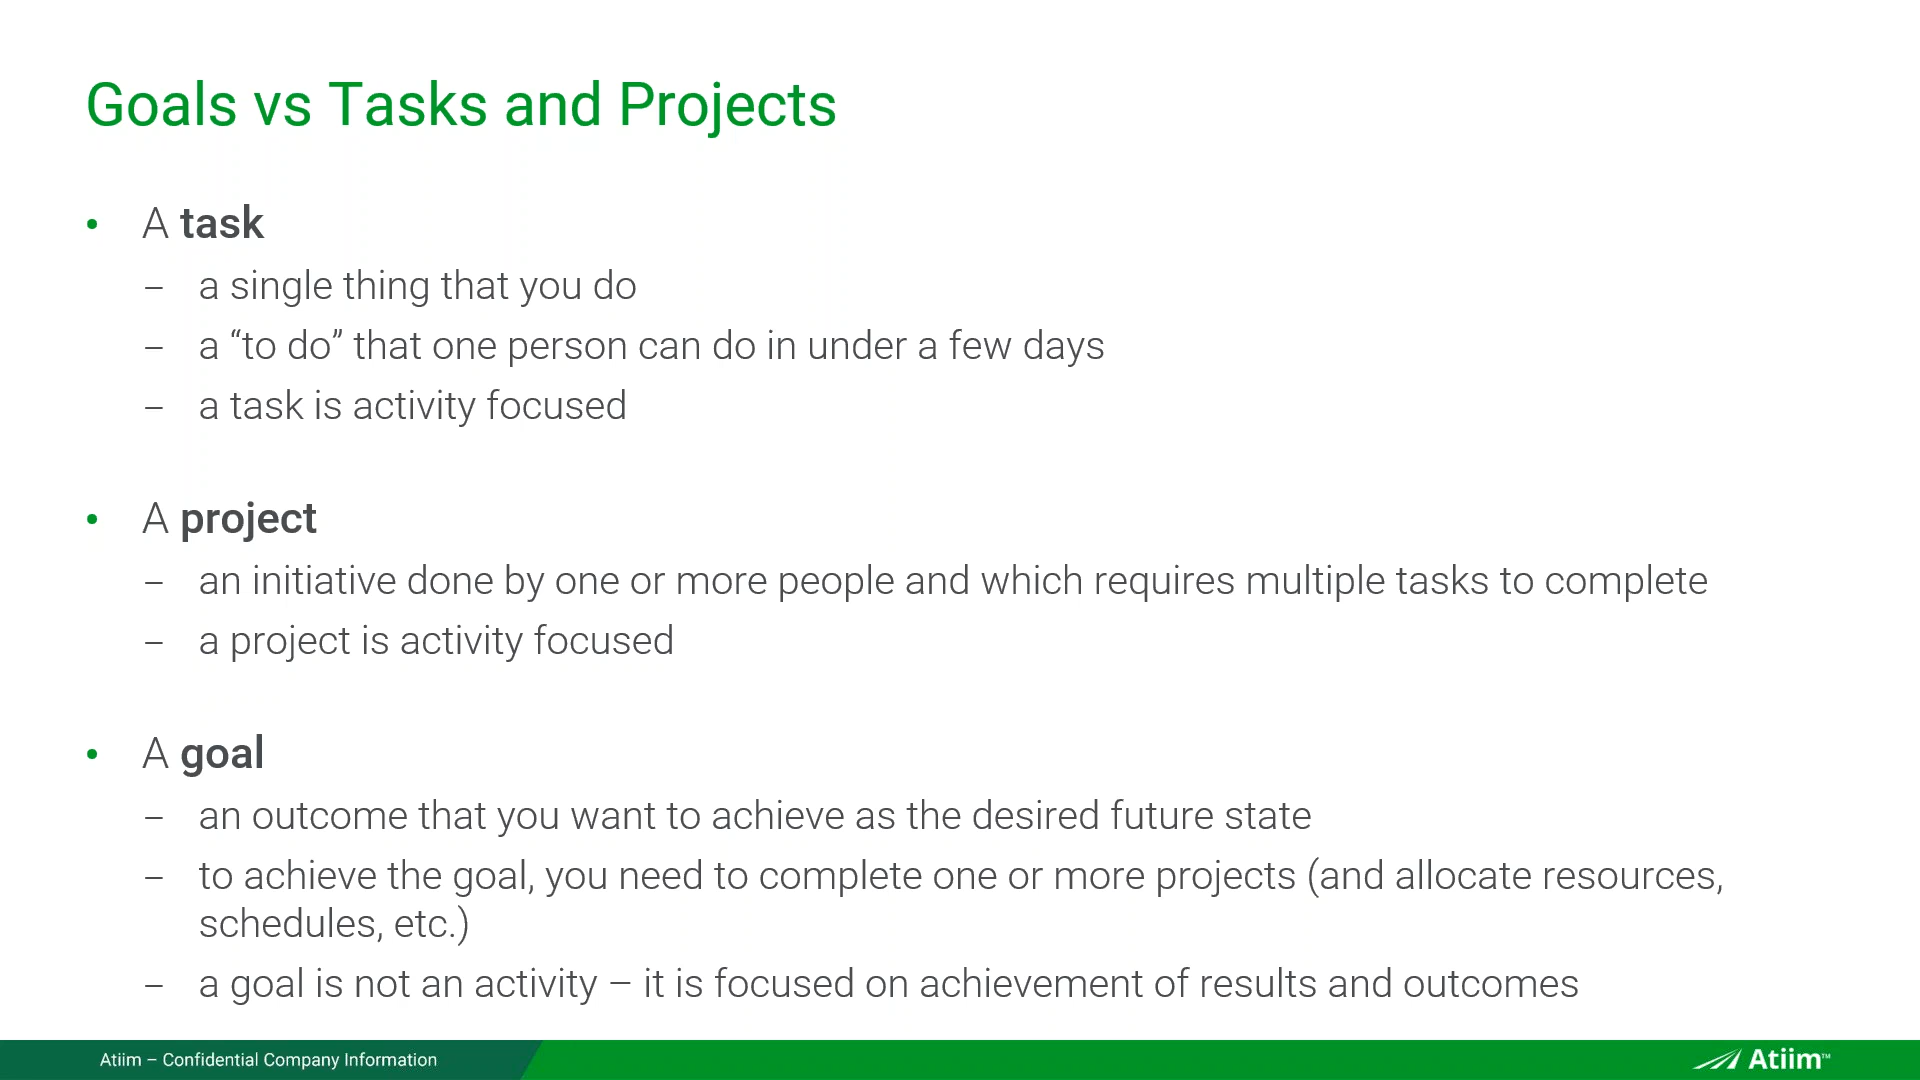 Goals vs Tasks and Projects
• A task
– a single thing that you do
– a “to do” that one person can do in under a few days
– a task is activity focused
• A project
– an initiative done by one or more people and which requires multiple tasks to complete
– a project is activity focused
• A goal
– an outcome that you want to achieve as the desired future state
– to achieve the goal, you need to complete one or more projects (and allocate resources,
schedules, etc.)
– a goal is not an activity – it is focused on achievement of results and outcomes
Atiim – Confidential Company Information
Atiim™